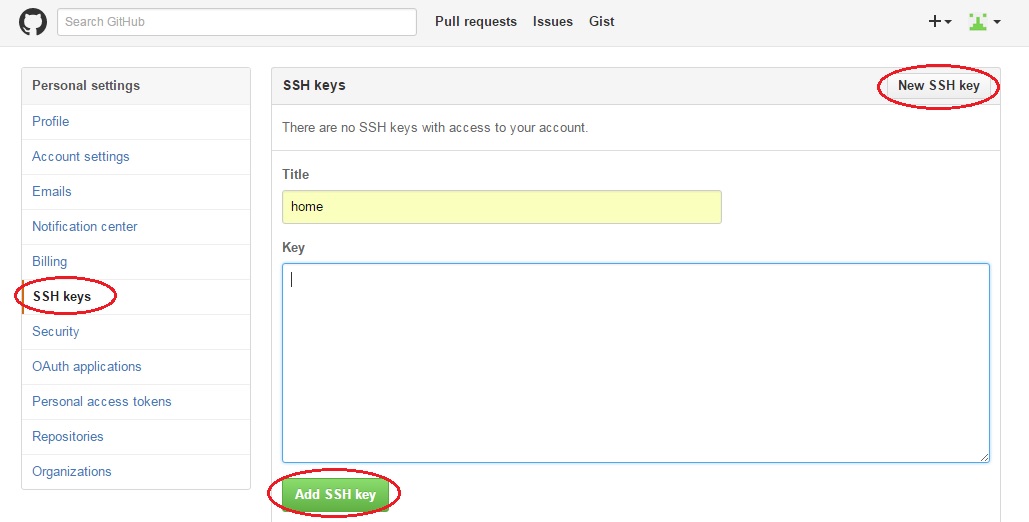 Search GitHub
Pull requests Issues Gist
Personal settings
Profile
Account settings
Emails
Notification center
Billing
SSH keys
Security
OAuth applications
Personal access tokens
Repositories
Organizations
SSH keys
New SSH key
There are no SSH keys with access to your account.
Title
home
Key
Add SSH key